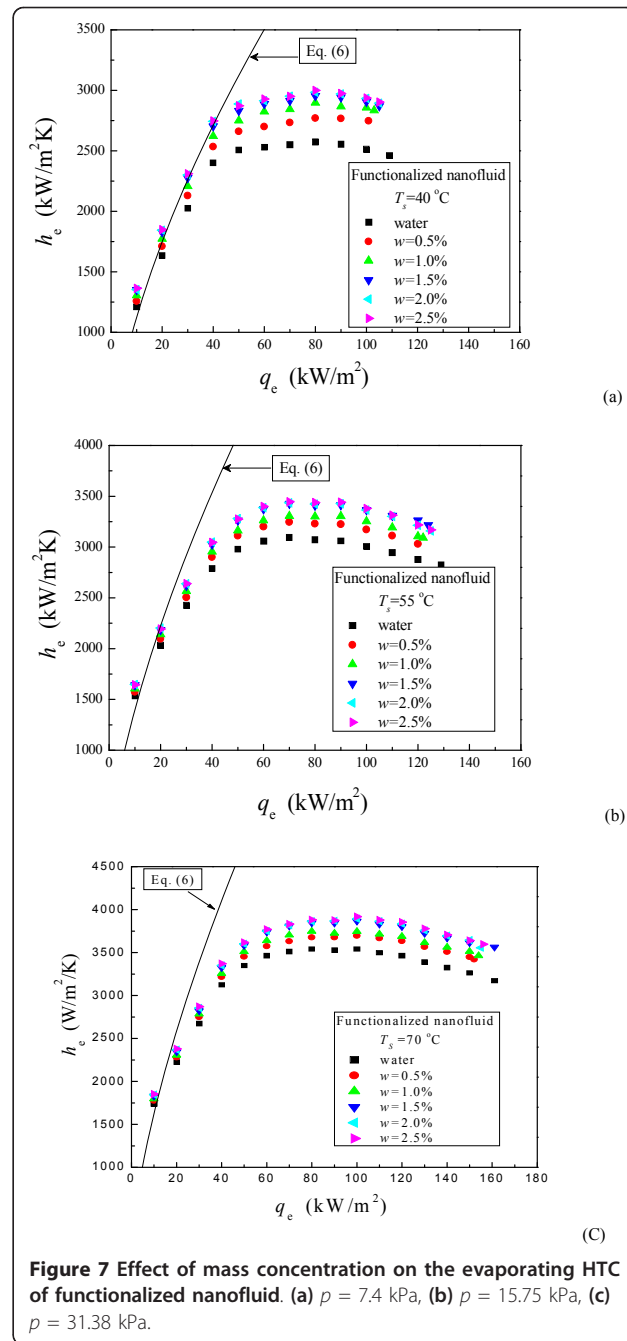 3500
3000
2500
2000
1500
1000
0 20 40 60 80 100 120 140 160
h_e (kW/m²K)
q_e (kW/m²)
Eq. (6)
Functionalized nanofluid
T_s=40 °C
water
w=0.5%
w=1.0%
w=1.5%
w=2.0%
w=2.5%
(a)
4000
3500
3000
2500
2000
1500
1000
0 20 40 60 80 100 120 140 160
h_e (kW/m²K)
q_e (kW/m²)
Eq. (6)
Functionalized nanofluid
T_s=55 °C
water
w=0.5%
w=1.0%
w=1.5%
w=2.0%
w=2.5%
(b)
4500
4000
3500
3000
2500
2000
1500
1000
0 20 40 60 80 100 120 140 160 180
h_e (W/m²/K)
q_e (kW/m²)
Eq. (6)
Functionalized nanofluid
T_s =70 °C
water
w=0.5%
w=1.0%
w=1.5%
w=2.0%
w=2.5%
(C)
Figure 7 Effect of mass concentration on the evaporating HTC
of functionalized nanofluid. (a) p = 7.4 kPa, (b) p = 15.75 kPa, (c)
p = 31.38 kPa.